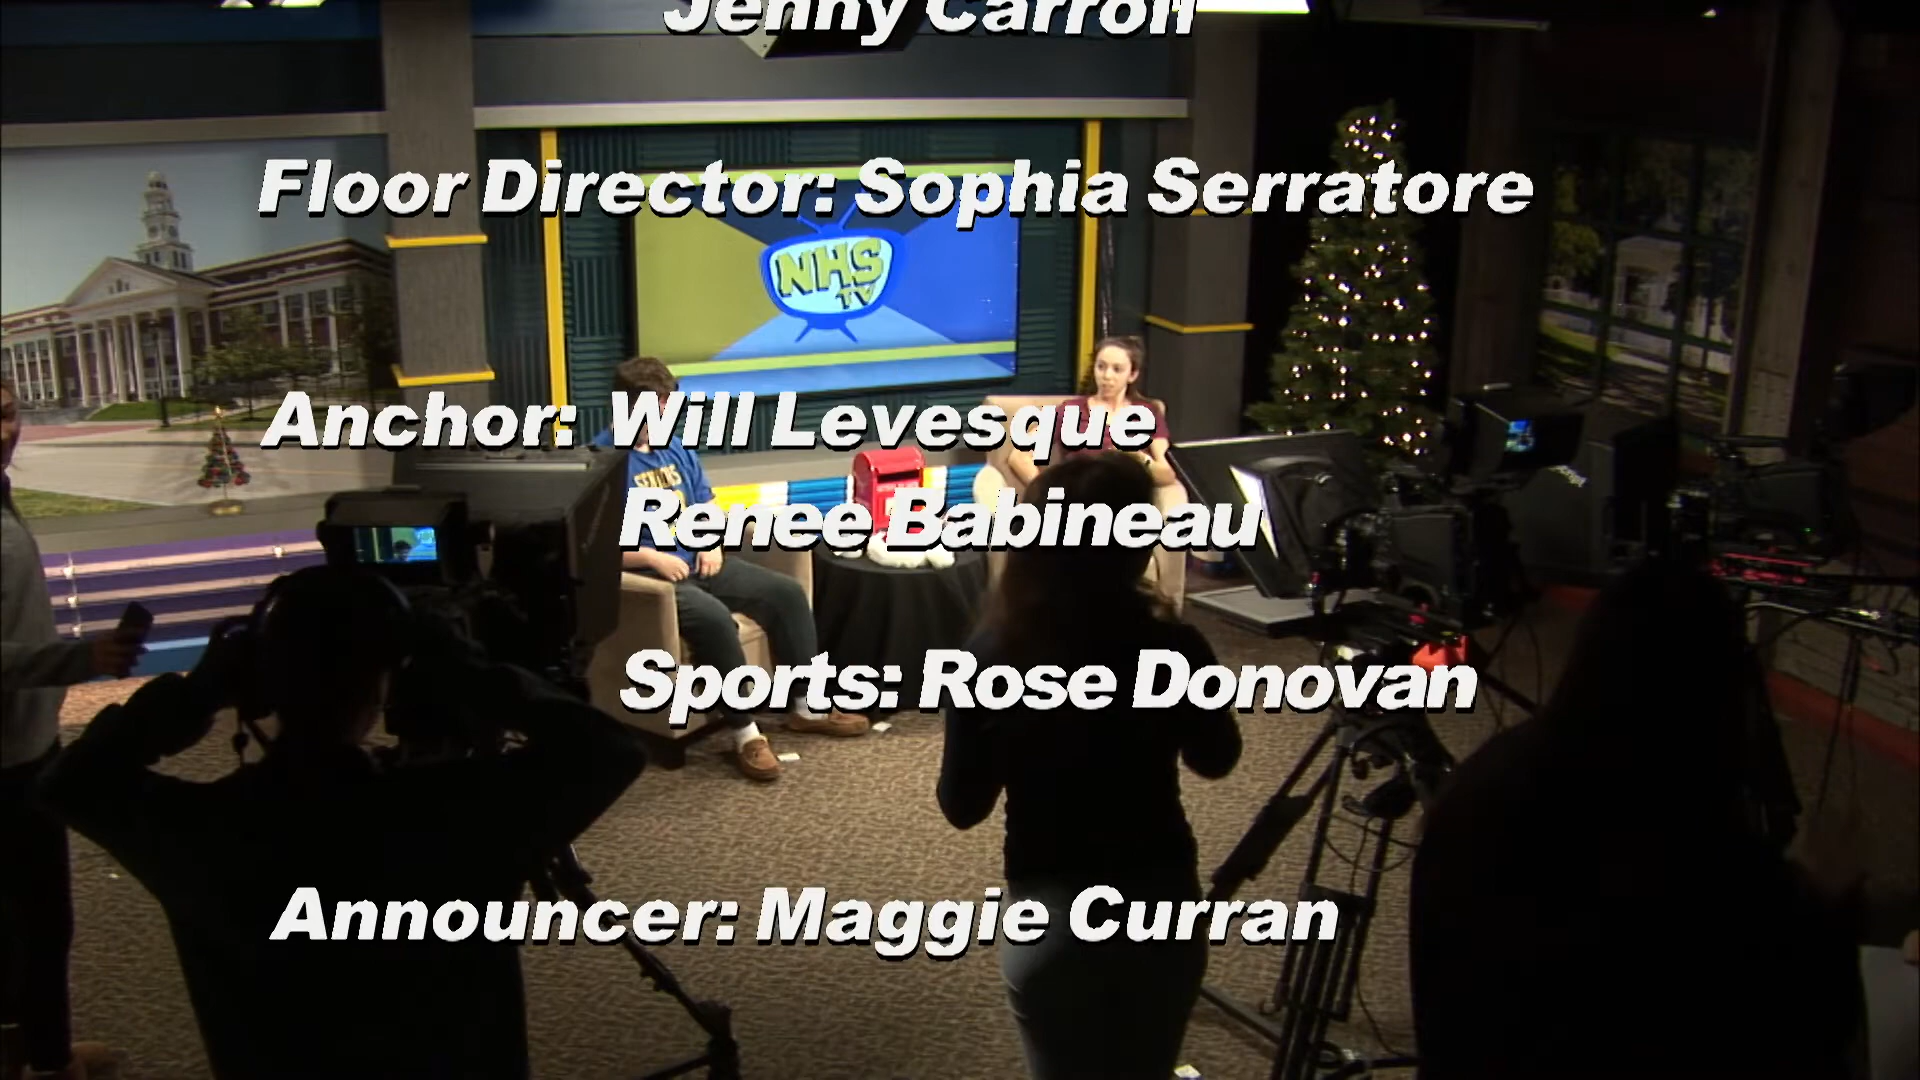 Jenny Carroll
Floor Director: Sophia Serratore
NHS
TV
Anchor: Will Levesque
Renee Babineau
Sports: Rose Donovan
Announcer: Maggie Curran